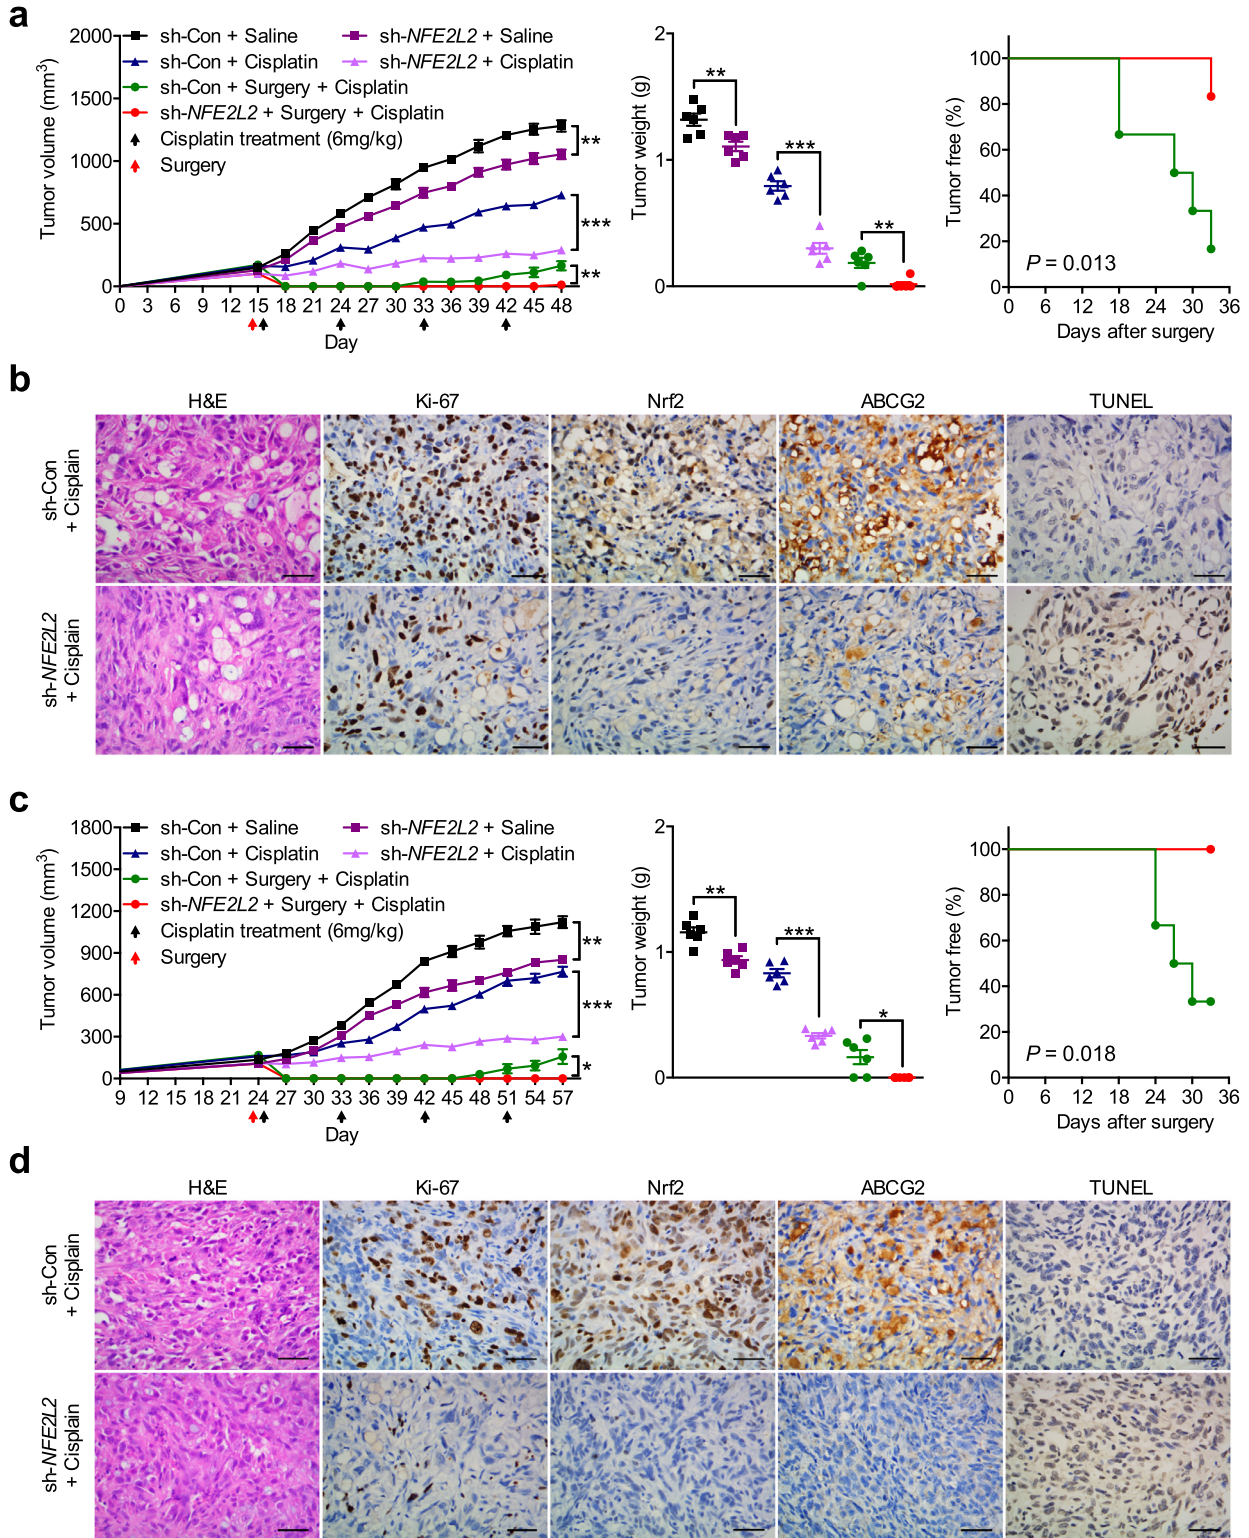 a
2000
1500
1000
500
0
Tumor volume (mm3)
sh-Con + Saline
sh-NFE2L2 + Saline
sh-Con + Cisplatin
sh-NFE2L2 + Cisplatin
sh-Con + Surgery + Cisplatin
sh-NFE2L2 + Surgery + Cisplatin
Cisplatin treatment (6mg/kg)
Surgery
**
***
**
0 3 6 9 12 15 18 21 24 27 30 33 36 39 42 45 48
Day
2
1
0
Tumor weight (g)
**
***
**
100
80
60
40
20
0
Tumor free (%)
P = 0.013
0 6 12 18 24 30 36
Days after surgery
b
H&E Ki-67 Nrf2 ABCG2 TUNEL
sh-Con
+ Cisplain
sh-NFE2L2
+ Cisplain
c
1800
1500
1200
900
600
300
0
Tumor volume (mm3)
sh-Con + Saline
sh-NFE2L2 + Saline
sh-Con + Cisplatin
sh-NFE2L2 + Cisplatin
sh-Con + Surgery + Cisplatin
sh-NFE2L2 + Surgery + Cisplatin
Cisplatin treatment (6mg/kg)
Surgery
**
***
*
9 12 15 18 21 24 27 30 33 36 39 42 45 48 51 54 57
Day
2
1
0
Tumor weight (g)
**
***
*
100
80
60
40
20
0
Tumor free (%)
P = 0.018
0 6 12 18 24 30 36
Days after surgery
d
H&E Ki-67 Nrf2 ABCG2 TUNEL
sh-Con
+ Cisplain
sh-NFE2L2
+ Cisplain